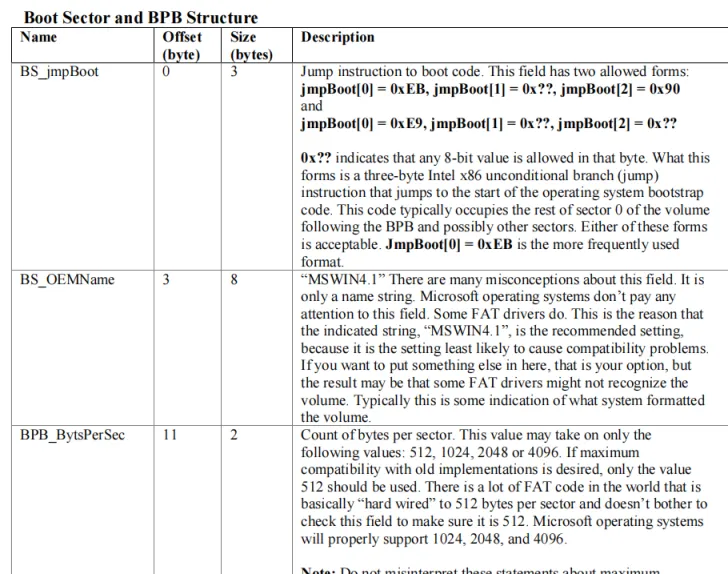 Boot Sector and BPB Structure
Name Offset (byte) Size (bytes) Description
BS_jmpBoot 0 3 Jump instruction to boot code. This field has two allowed forms:
jmpBoot[0] = 0xEB, jmpBoot[1] = 0x??, jmpBoot[2] = 0x90
and
jmpBoot[0] = 0xE9, jmpBoot[1] = 0x??, jmpBoot[2] = 0x??
0x?? indicates that any 8-bit value is allowed in that byte. What this
forms is a three-byte Intel x86 unconditional branch (jump)
instruction that jumps to the start of the operating system bootstrap
code. This code typically occupies the rest of sector 0 of the volume
following the BPB and possibly other sectors. Either of these forms
is acceptable. JmpBoot[0] = 0xEB is the more frequently used
format.
BS_OEMName 3 8 “MSWIN4.1” There are many misconceptions about this field. It is
only a name string. Microsoft operating systems don’t pay any
attention to this field. Some FAT drivers do. This is the reason that
the indicated string, “MSWIN4.1”, is the recommended setting,
because it is the setting least likely to cause compatibility problems.
If you want to put something else in here, that is your option, but
the result may be that some FAT drivers might not recognize the
volume. Typically this is some indication of what system formatted
the volume.
BPB_BytsPerSec 11 2 Count of bytes per sector. This value may take on only the
following values: 512, 1024, 2048 or 4096. If maximum
compatibility with old implementations is desired, only the value
512 should be used. There is a lot of FAT code in the world that is
basically “hard wired” to 512 bytes per sector and doesn’t bother to
check this field to make sure it is 512. Microsoft operating systems
will properly support 1024, 2048, and 4096.
Note: Do not misinterpret these statements about maximum